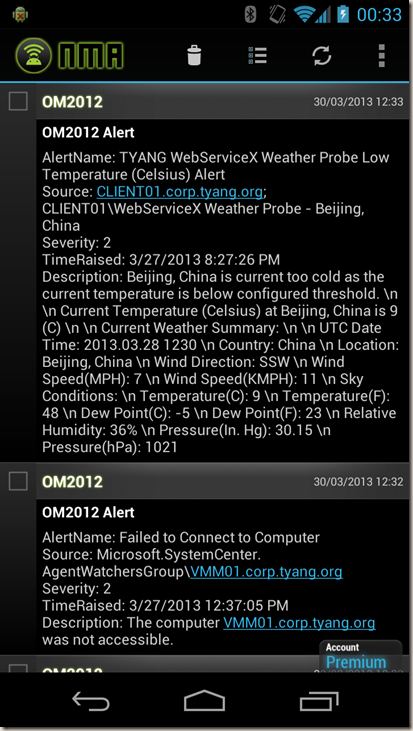 00:33
NMA
OM2012 30/03/2013 12:33
OM2012 Alert
AlertName: TYANG WebServiceX Weather Probe Low
Temperature (Celsius) Alert
Source: CLIENT01.corp.tyang.org;
CLIENT01\WebServiceX Weather Probe - Beijing,
China
Severity: 2
TimeRaised: 3/27/2013 8:27:26 PM
Description: Beijing, China is current too cold as the
current temperature is below configured threshold. \n
\n Current Temperature (Celsius) at Beijing, China is 9
(C) \n \n Current Weather Summary: \n \n UTC Date
Time: 2013.03.28 1230 \n Country: China \n Location:
Beijing, China \n Wind Direction: SSW \n Wind
Speed(MPH): 7 \n Wind Speed(KMPH): 11 \n Sky
Conditions: \n Temperature(C): 9 \n Temperature(F):
48 \n Dew Point(C): -5 \n Dew Point(F): 23 \n Relative
Humidity: 36% \n Pressure(In. Hg): 30.15 \n
Pressure(hPa): 1021
OM2012 30/03/2013 12:32
OM2012 Alert
AlertName: Failed to Connect to Computer
Source: Microsoft.SystemCenter.
AgentWatchersGroup\VMM01.corp.tyang.org
Severity: 2
TimeRaised: 3/27/2013 12:37:05 PM
Description: The computer VMM01.corp.tyang.org
was not accessible.
Account
Premium
OM2012